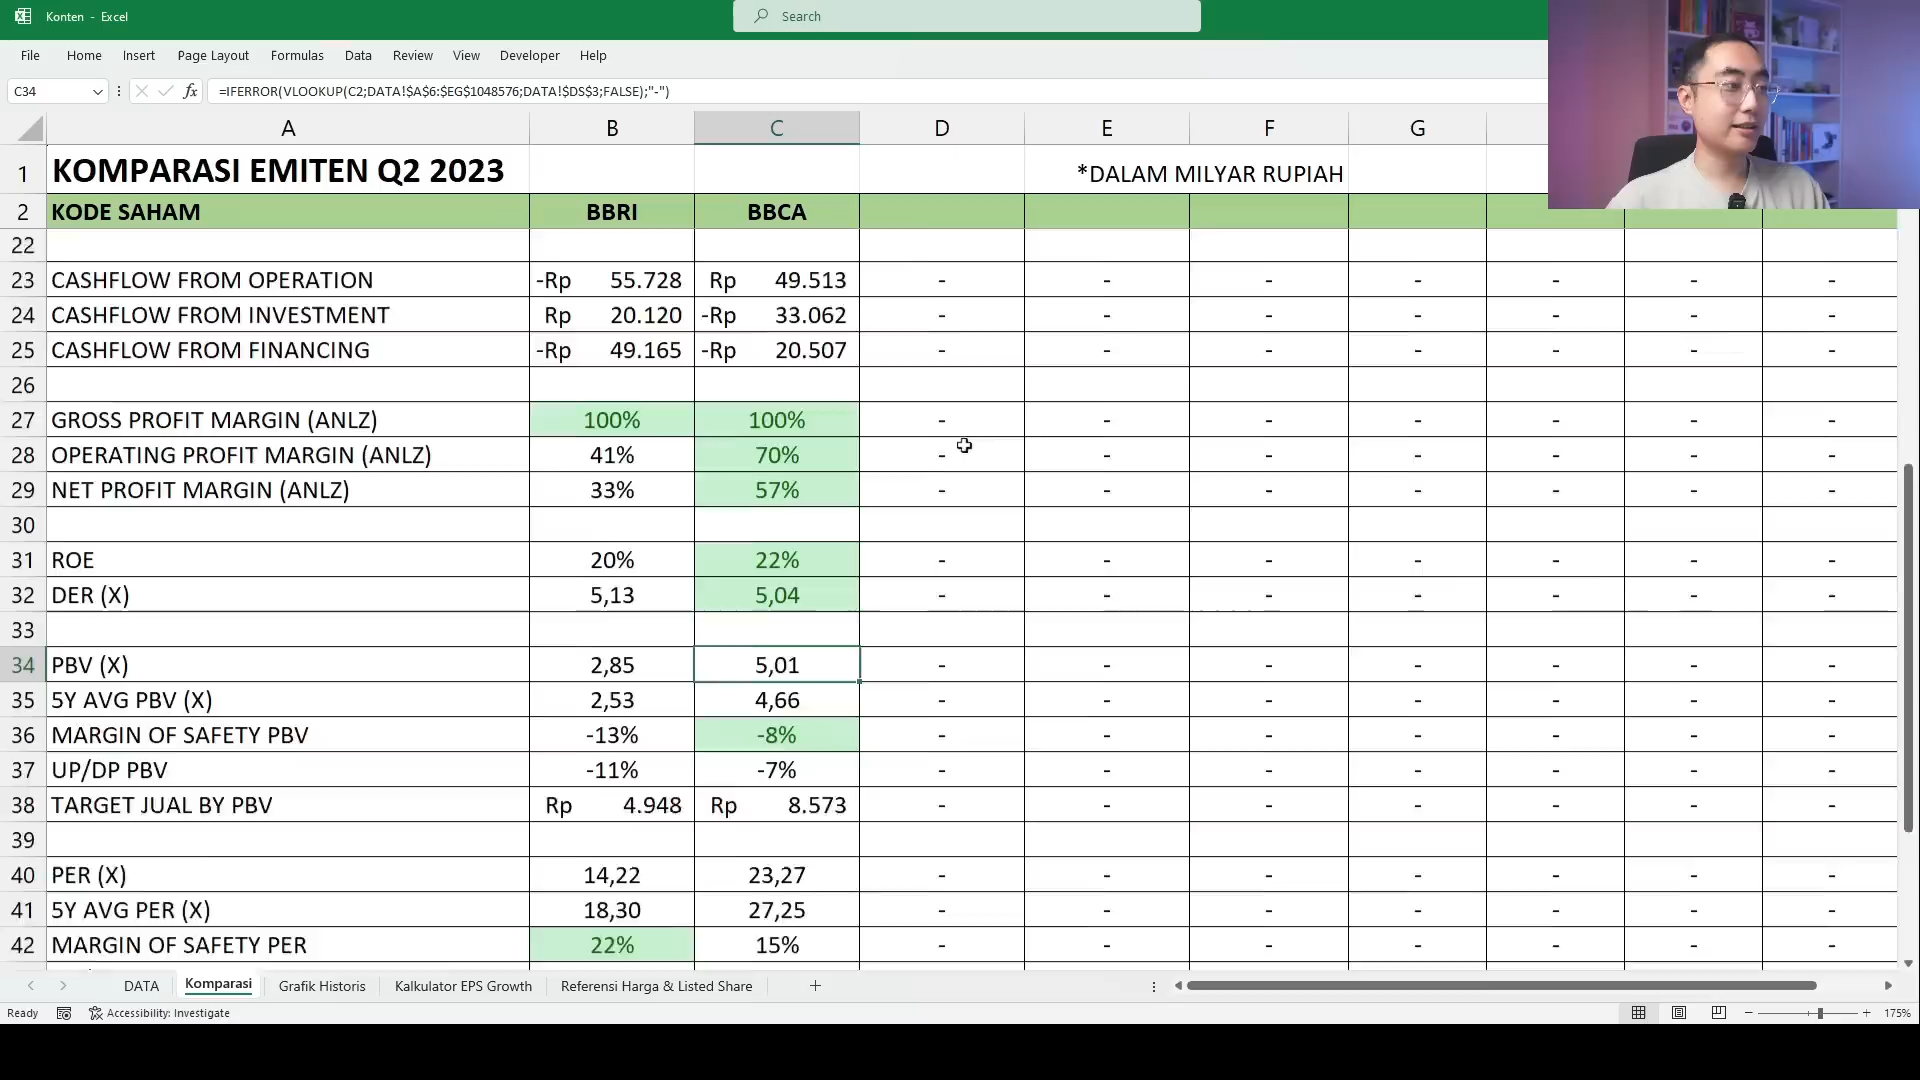 Konten - Excel
Search
File Home Insert Page Layout Formulas Data Review View Developer Help
C34 fx =IFERROR(VLOOKUP(C2;DATA!$A$6:$EG$1048576;DATA!$DS$3;FALSE);"-")
A B C D E F G
1 KOMPARASI EMITEN Q2 2023 *DALAM MILYAR RUPIAH
2 KODE SAHAM BBRI BBCA
22
23 CASHFLOW FROM OPERATION -Rp 55.728 Rp 49.513 - - - - - - -
24 CASHFLOW FROM INVESTMENT Rp 20.120 -Rp 33.062 - - - - - - -
25 CASHFLOW FROM FINANCING -Rp 49.165 -Rp 20.507 - - - - - - -
26
27 GROSS PROFIT MARGIN (ANLZ) 100% 100% - - - - - - -
28 OPERATING PROFIT MARGIN (ANLZ) 41% 70% - - - - - - -
29 NET PROFIT MARGIN (ANLZ) 33% 57% - - - - - - -
30
31 ROE 20% 22% - - - - - - -
32 DER (X) 5,13 5,04 - - - - - - -
33
34 PBV (X) 2,85 5,01 - - - - - - -
35 5Y AVG PBV (X) 2,53 4,66 - - - - - - -
36 MARGIN OF SAFETY PBV -13% -8% - - - - - - -
37 UP/DP PBV -11% -7% - - - - - - -
38 TARGET JUAL BY PBV Rp 4.948 Rp 8.573 - - - - - - -
39
40 PER (X) 14,22 23,27 - - - - - - -
41 5Y AVG PER (X) 18,30 27,25 - - - - - - -
42 MARGIN OF SAFETY PER 22% 15% - - - - - - -
DATA Komparasi Grafik Historis Kalkulator EPS Growth Referensi Harga & Listed Share +
Ready Accessibility: Investigate 175%